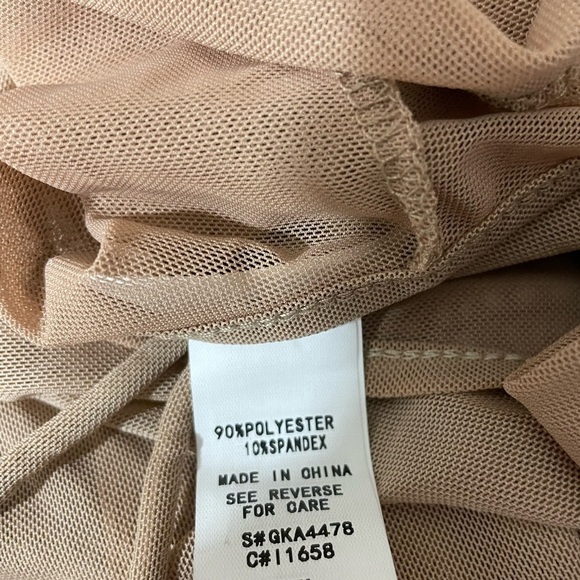 90%POLYESTER
10%SPANDEX
MADE IN CHINA
SEE REVERSE
FOR CARE
S#GKA4478
C#I1658